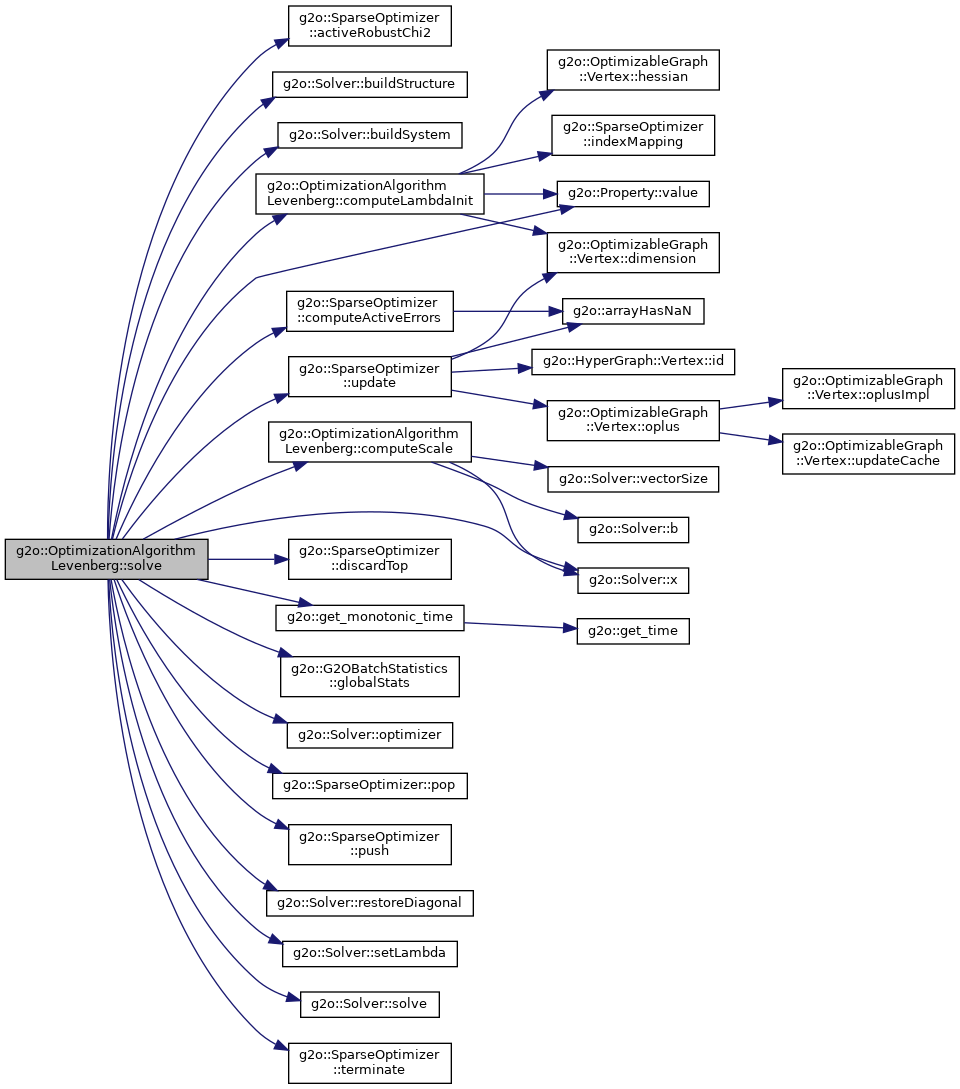 g2o::OptimizationAlgorithm
Levenberg::solve
g2o::SparseOptimizer
::activeRobustChi2
g2o::Solver::buildStructure
g2o::Solver::buildSystem
g2o::OptimizationAlgorithm
Levenberg::computeLambdaInit
g2o::SparseOptimizer
::computeActiveErrors
g2o::SparseOptimizer
::update
g2o::OptimizationAlgorithm
Levenberg::computeScale
g2o::SparseOptimizer
::discardTop
g2o::get_monotonic_time
g2o::G2OBatchStatistics
::globalStats
g2o::Solver::optimizer
g2o::SparseOptimizer::pop
g2o::SparseOptimizer
::push
g2o::Solver::restoreDiagonal
g2o::Solver::setLambda
g2o::Solver::solve
g2o::SparseOptimizer
::terminate
g2o::OptimizableGraph
::Vertex::hessian
g2o::SparseOptimizer
::indexMapping
g2o::Property::value
g2o::OptimizableGraph
::Vertex::dimension
g2o::arrayHasNaN
g2o::HyperGraph::Vertex::id
g2o::OptimizableGraph
::Vertex::oplus
g2o::Solver::vectorSize
g2o::Solver::b
g2o::Solver::x
g2o::get_time
g2o::OptimizableGraph
::Vertex::oplusImpl
g2o::OptimizableGraph
::Vertex::updateCache